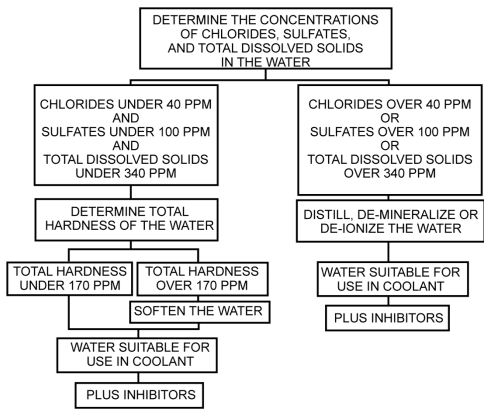 DETERMINE THE CONCENTRATIONS
OF CHLORIDES, SULFATES,
AND TOTAL DISSOLVED SOLIDS
IN THE WATER
CHLORIDES UNDER 40 PPM
AND
SULFATES UNDER 100 PPM
AND
TOTAL DISSOLVED SOLIDS
UNDER 340 PPM
CHLORIDES OVER 40 PPM
OR
SULFATES OVER 100 PPM
OR
TOTAL DISSOLVED SOLIDS
OVER 340 PPM
DETERMINE TOTAL
HARDNESS OF THE WATER
DISTILL, DE-MINERALIZE OR
DE-IONIZE THE WATER
TOTAL HARDNESS
UNDER 170 PPM
TOTAL HARDNESS
OVER 170 PPM
SOFTEN THE WATER
WATER SUITABLE FOR
USE IN COOLANT
PLUS INHIBITORS
WATER SUITABLE FOR
USE IN COOLANT
PLUS INHIBITORS